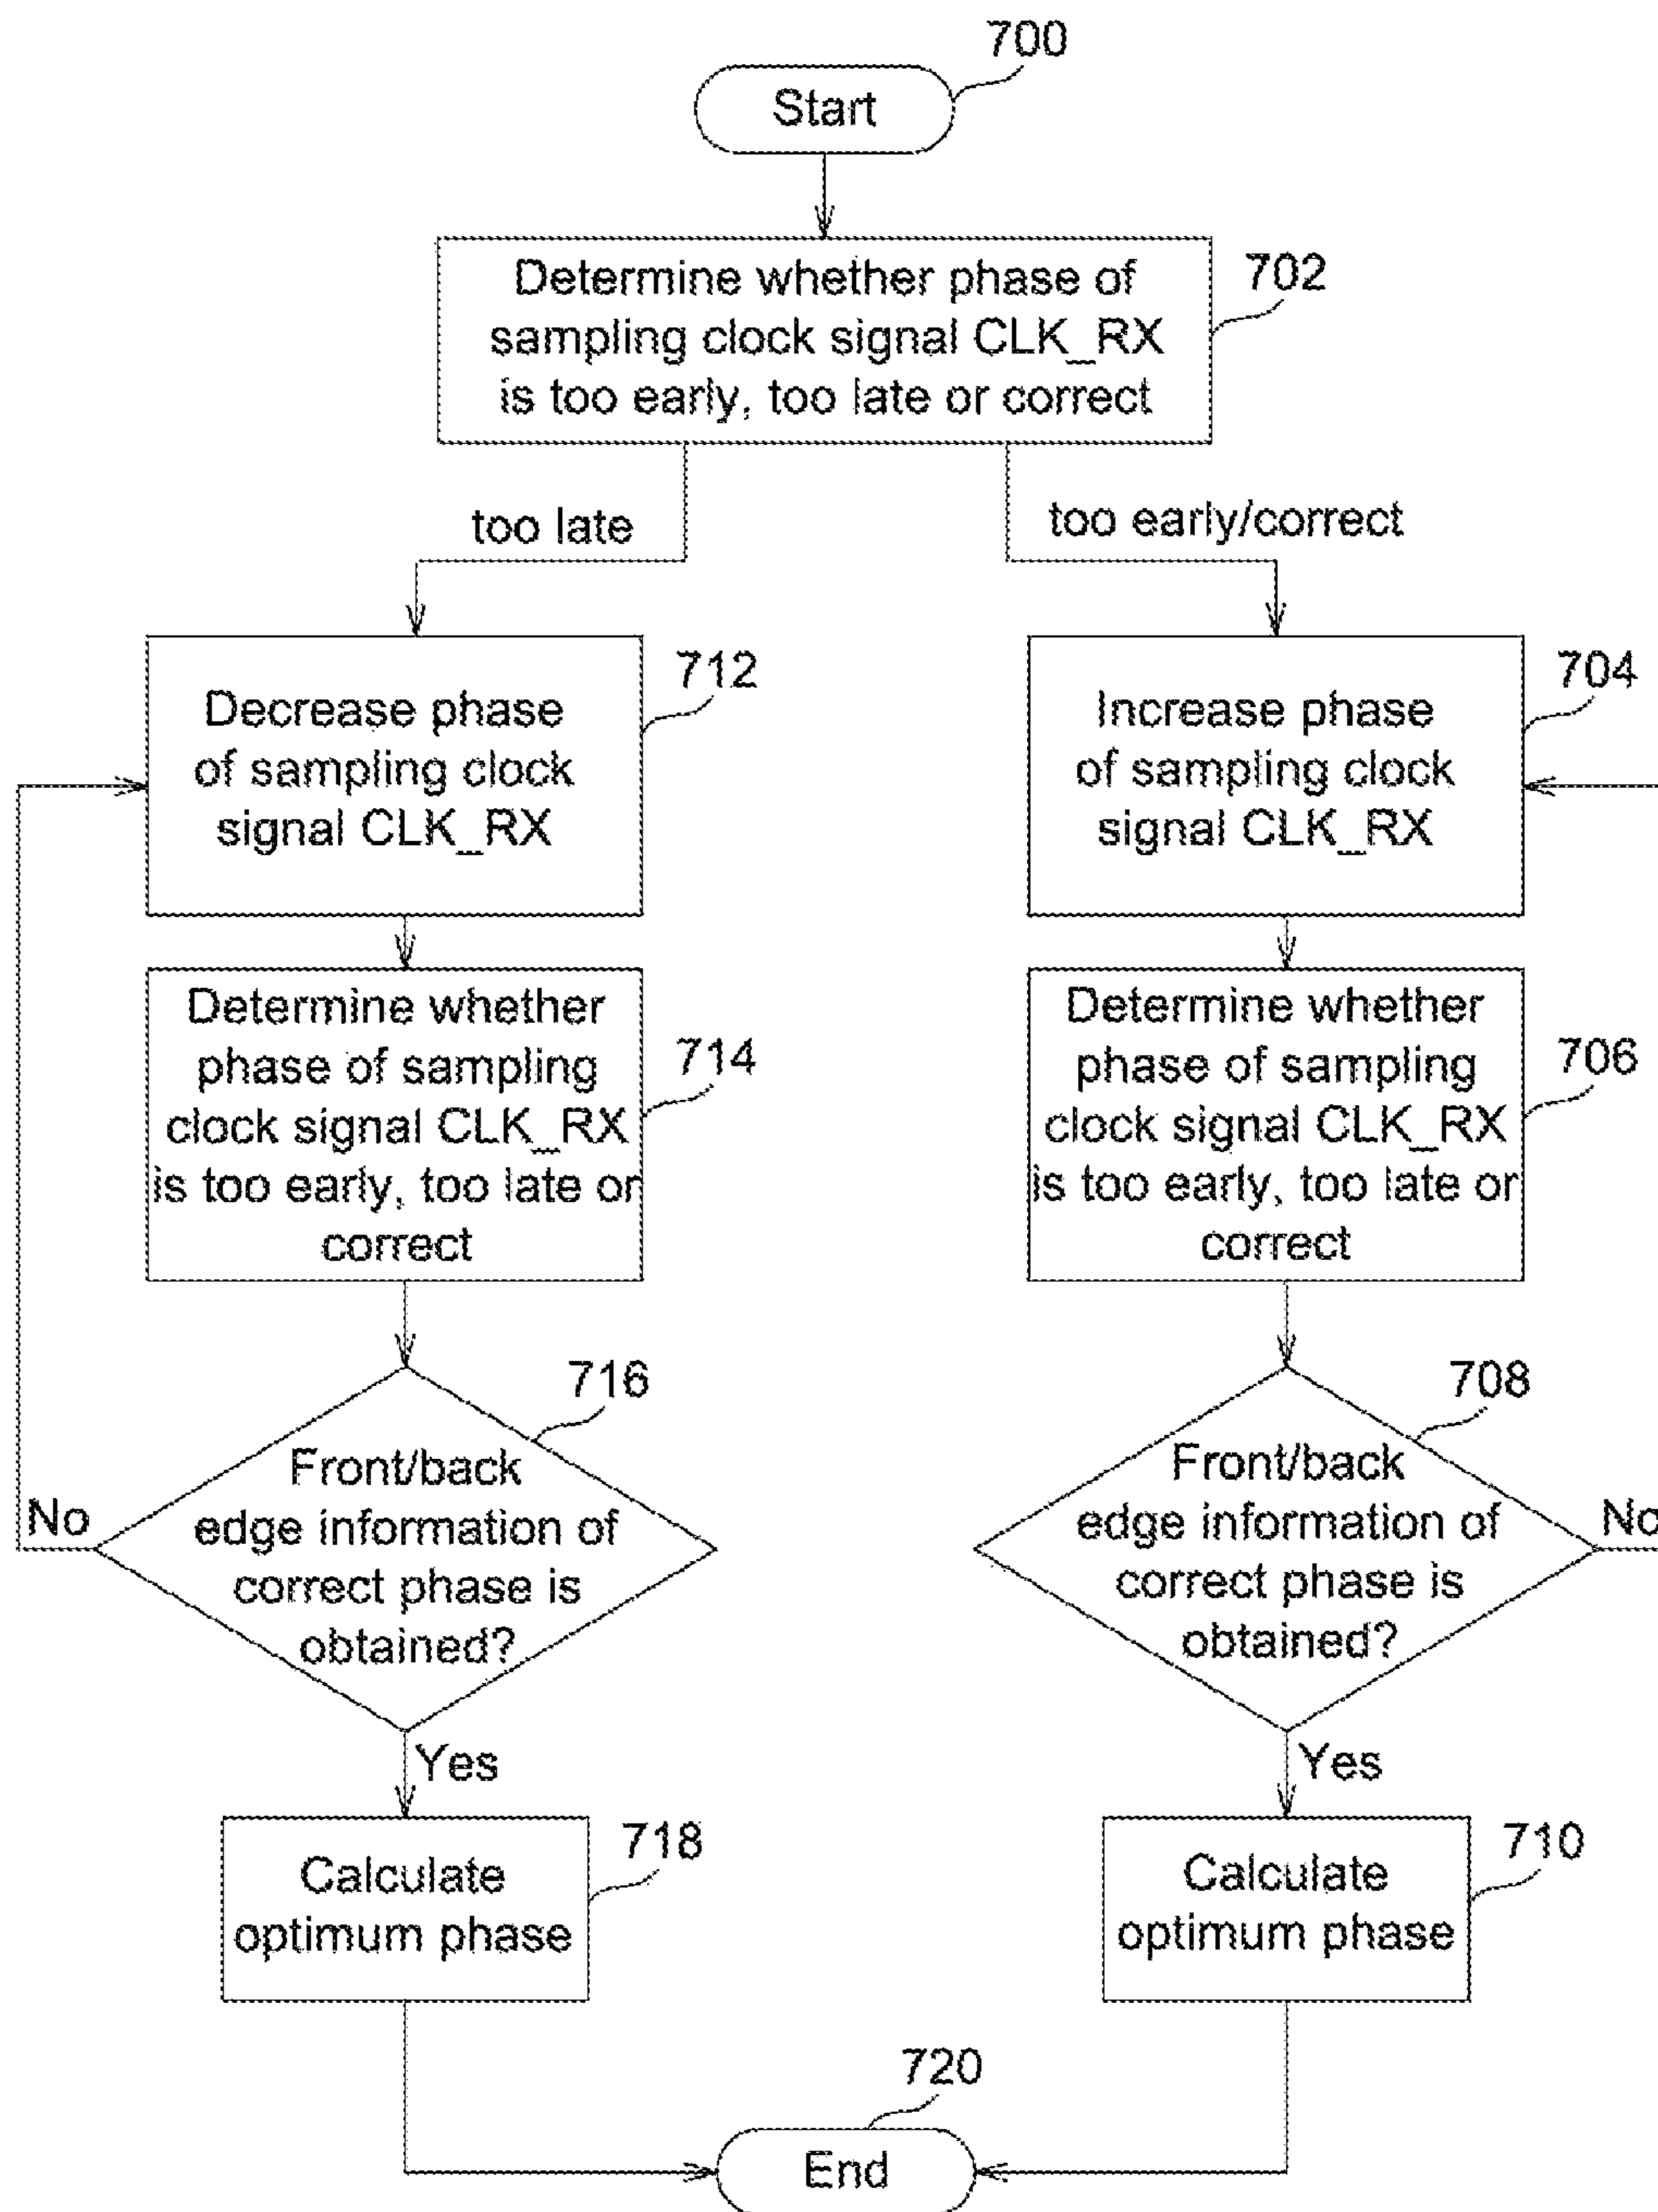 700
Start
Determine whether phase of
sampling clock signal CLK_RX
is too early, too late or correct
702
too late
too early/correct
Decrease phase
of sampling clock
signal CLK_RX
712
Increase phase
of sampling clock
signal CLK_RX
704
Determine whether
phase of sampling
clock signal CLK_RX
is too early, too late or
correct
714
Determine whether
phase of sampling
clock signal CLK_RX
is too early, too late or
correct
706
716
Front/back
edge information of
correct phase is
obtained?
No
708
Front/back
edge information of
correct phase is
obtained?
No
Yes
Yes
Calculate
optimum phase
718
Calculate
optimum phase
710
720
End